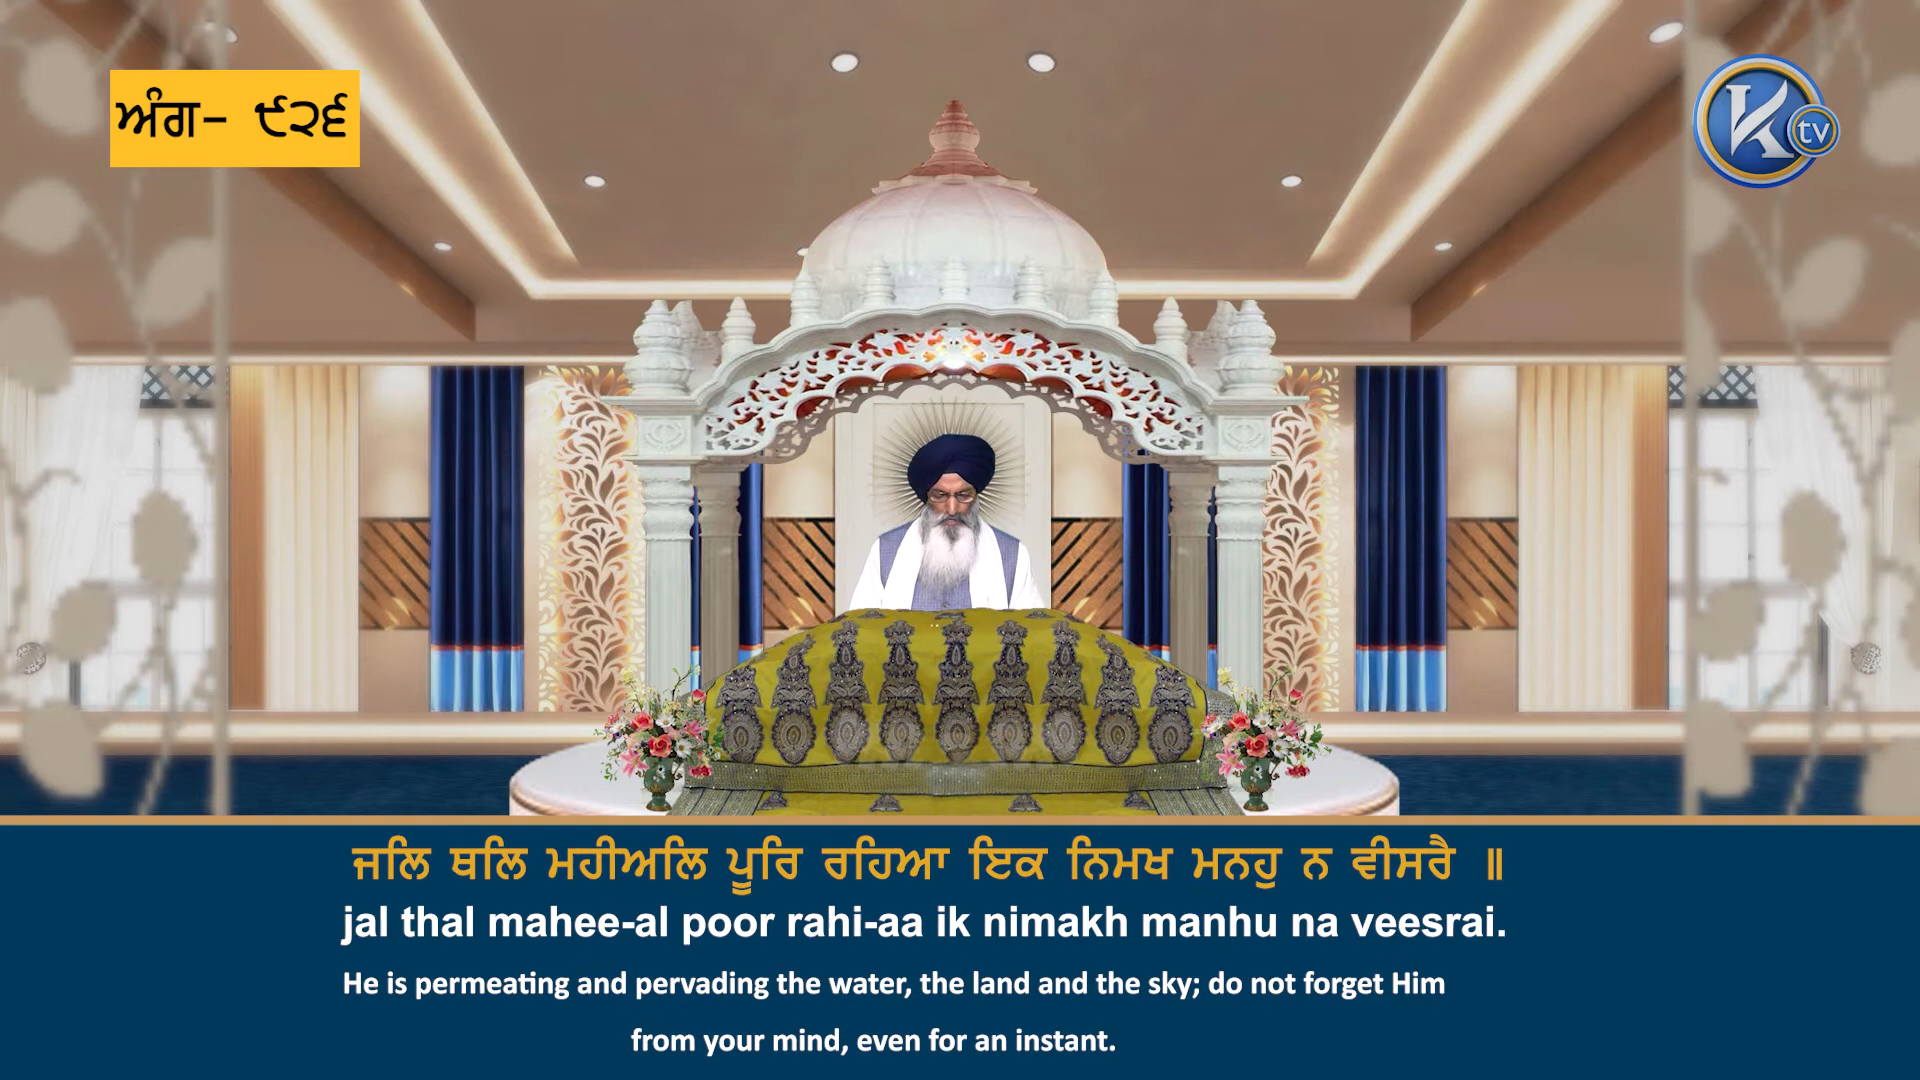 ਅੰਗ- ੯੨੬
K tv
ਜਲਿ ਥਲਿ ਮਹੀਅਲਿ ਪੂਰਿ ਰਹਿਆ ਇਕ ਨਿਮਖ ਮਨਹੁ ਨ ਵੀਸਰੈ ॥
jal thal mahee-al poor rahi-aa ik nimakh manhu na veesrai.
He is permeating and pervading the water, the land and the sky; do not forget Him
from your mind, even for an instant.